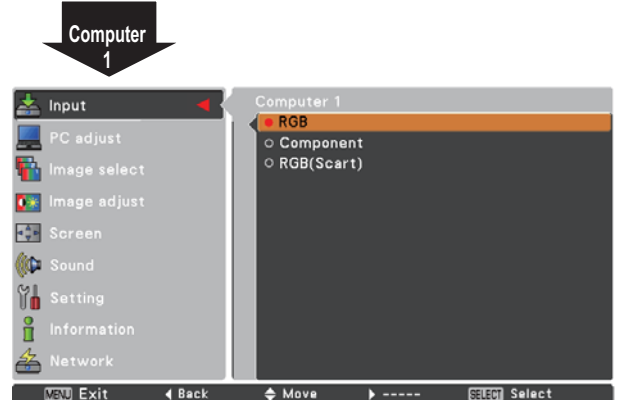 Computer
1
Input
PC adjust
Image select
Image adjust
Screen
Sound
Setting
Information
Network
Computer 1
RGB
Component
RGB(Scart)
MENU Exit Back Move ----- SELECT Select